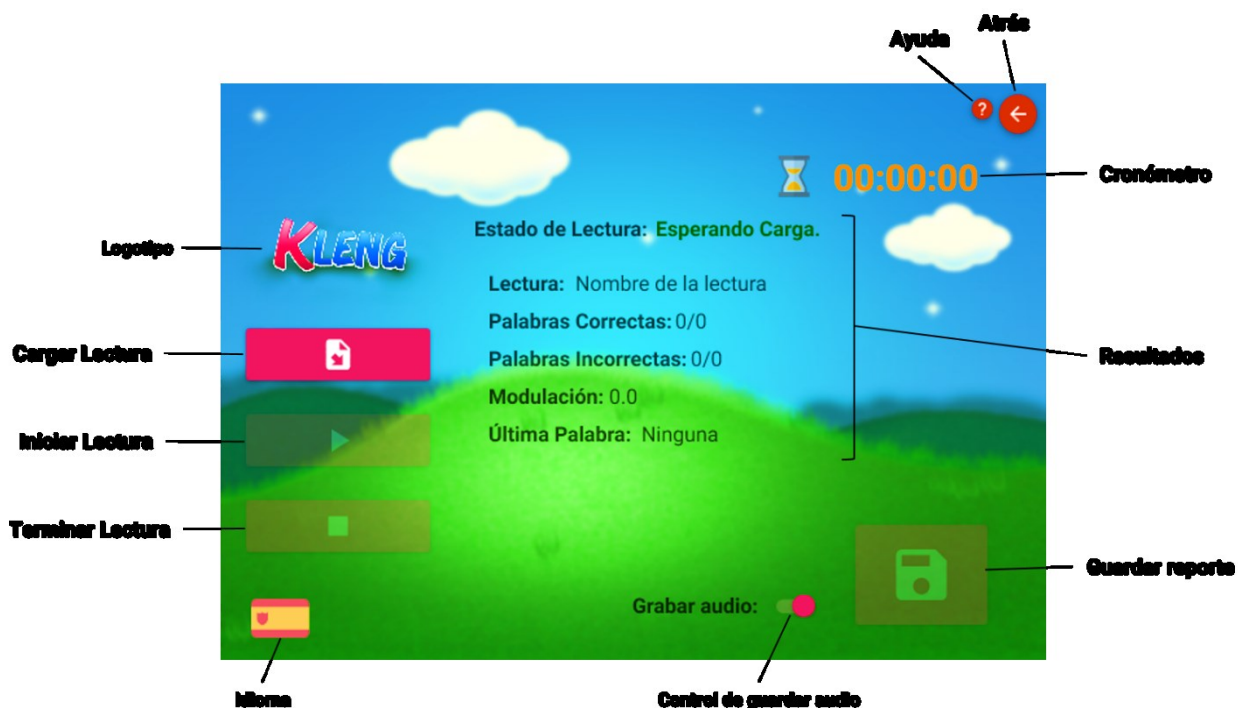 Atrás
Ayuda
?
00:00:00
Cronómetro
Estado de Lectura: Esperando Carga.
Logotipo
KLENG
Lectura: Nombre de la lectura
Palabras Correctas: 0/0
Cargar Lectura
Palabras Incorrectas: 0/0
Resultados
Modulación: 0.0
Última Palabra: Ninguna
Iniciar Lectura
Terminar Lectura
Guardar reporte
Grabar audio:
Idioma
Control de guardar audio